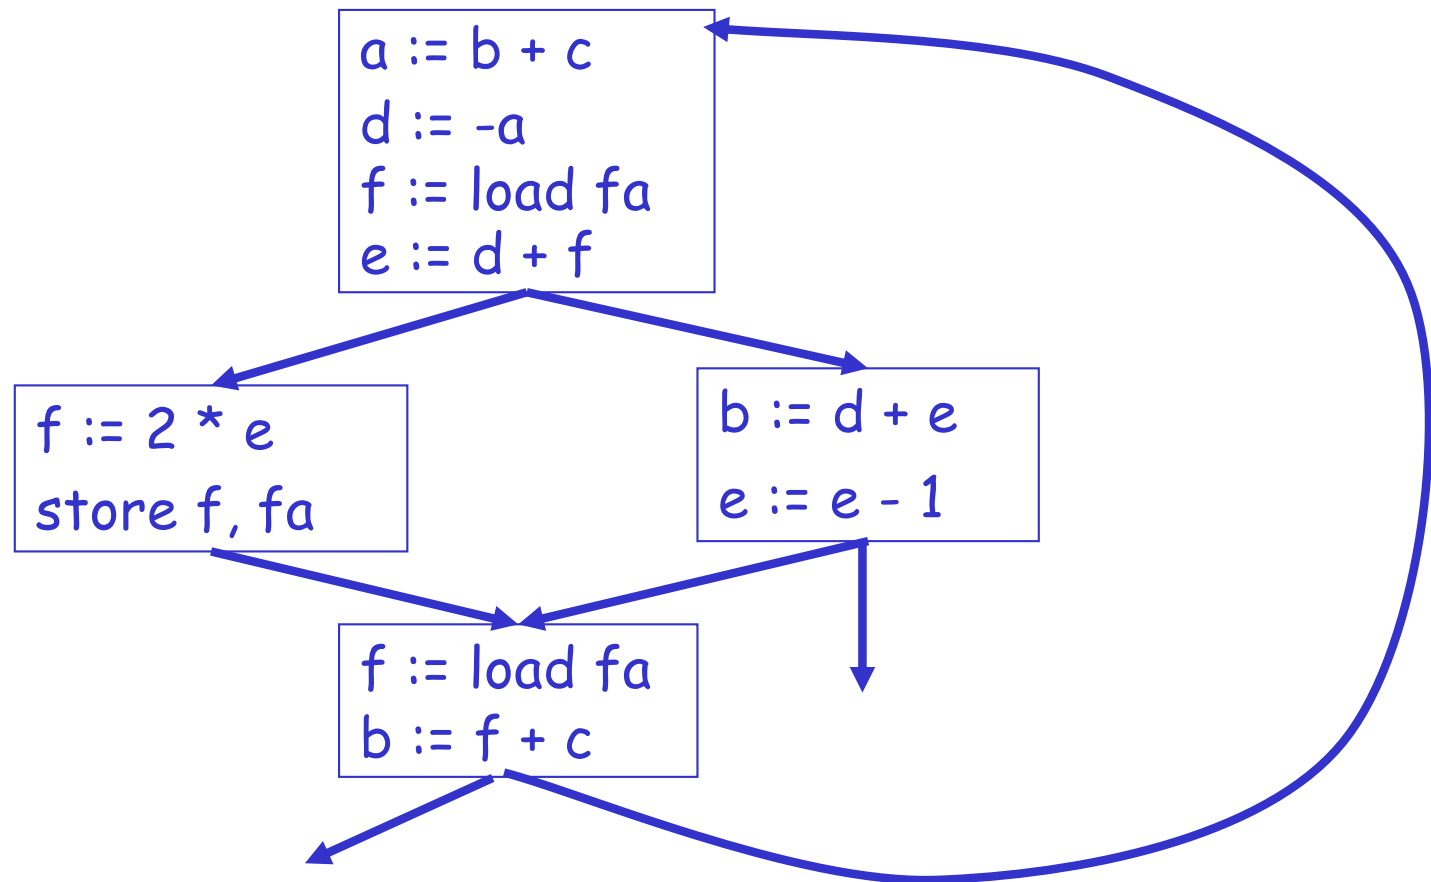 a := b + c
d := -a
f := load fa
e := d + f
f := 2 * e
store f, fa
b := d + e
e := e - 1
f := load fa
b := f + c